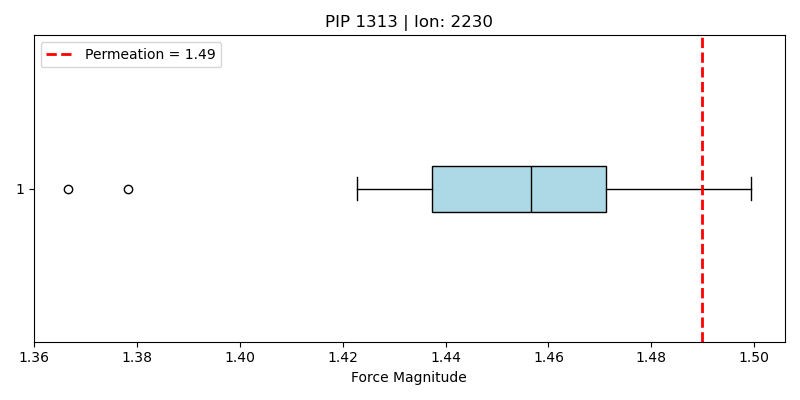 PIP 1313 | Ion: 2230
Permeation = 1.49
1
1.36 1.38 1.40 1.42 1.44 1.46 1.48 1.50
Force Magnitude